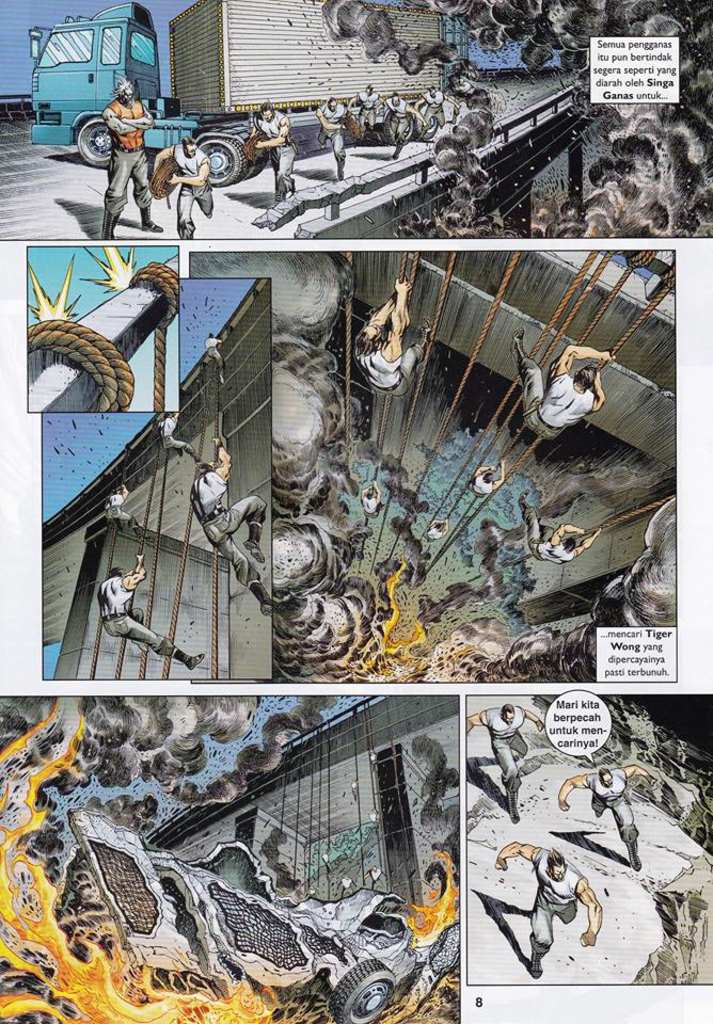 Semua pengganas
itu pun bertindak
segera seperti yang
diarah oleh Singa
Ganas untuk...
...mencari Tiger
Wong yang
dipercayainya
pasti terbunuh.
Mari kita
berpecah
untuk men-
carinya!
8